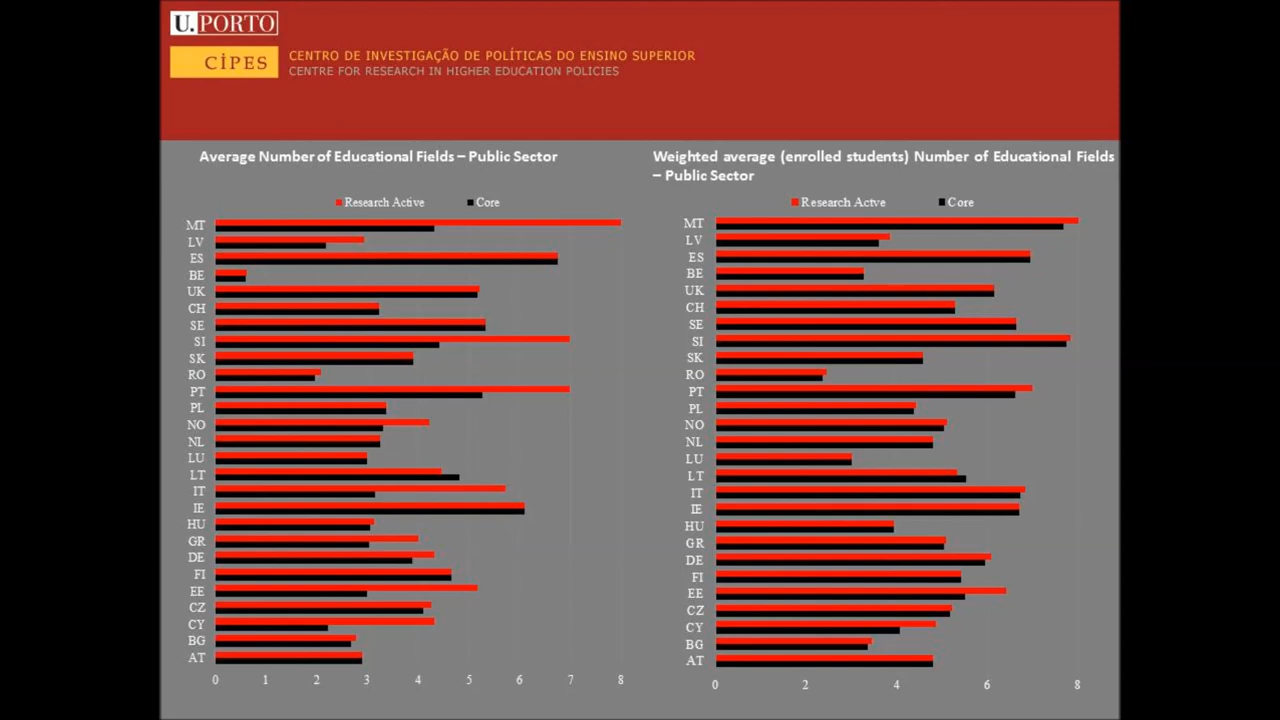 U.PORTO
CIPES
CENTRO DE INVESTIGAÇÃO DE POLÍTICAS DO ENSINO SUPERIOR
CENTRE FOR RESEARCH IN HIGHER EDUCATION POLICIES
Average Number of Educational Fields – Public Sector
Research Active Core
MT
LV
ES
BE
UK
CH
SE
SI
SK
RO
PT
PL
NO
NL
LU
LT
IT
IE
HU
GR
DE
FI
EE
CZ
CY
BG
AT
0 1 2 3 4 5 6 7 8
Weighted average (enrolled students) Number of Educational Fields
– Public Sector
Research Actve Core
MT
LV
ES
BE
UK
CH
SE
SI
SK
RO
PT
PL
NO
NL
LU
LT
IT
IE
HU
GR
DE
FI
EE
CZ
CY
BG
AT
0 2 4 6 8